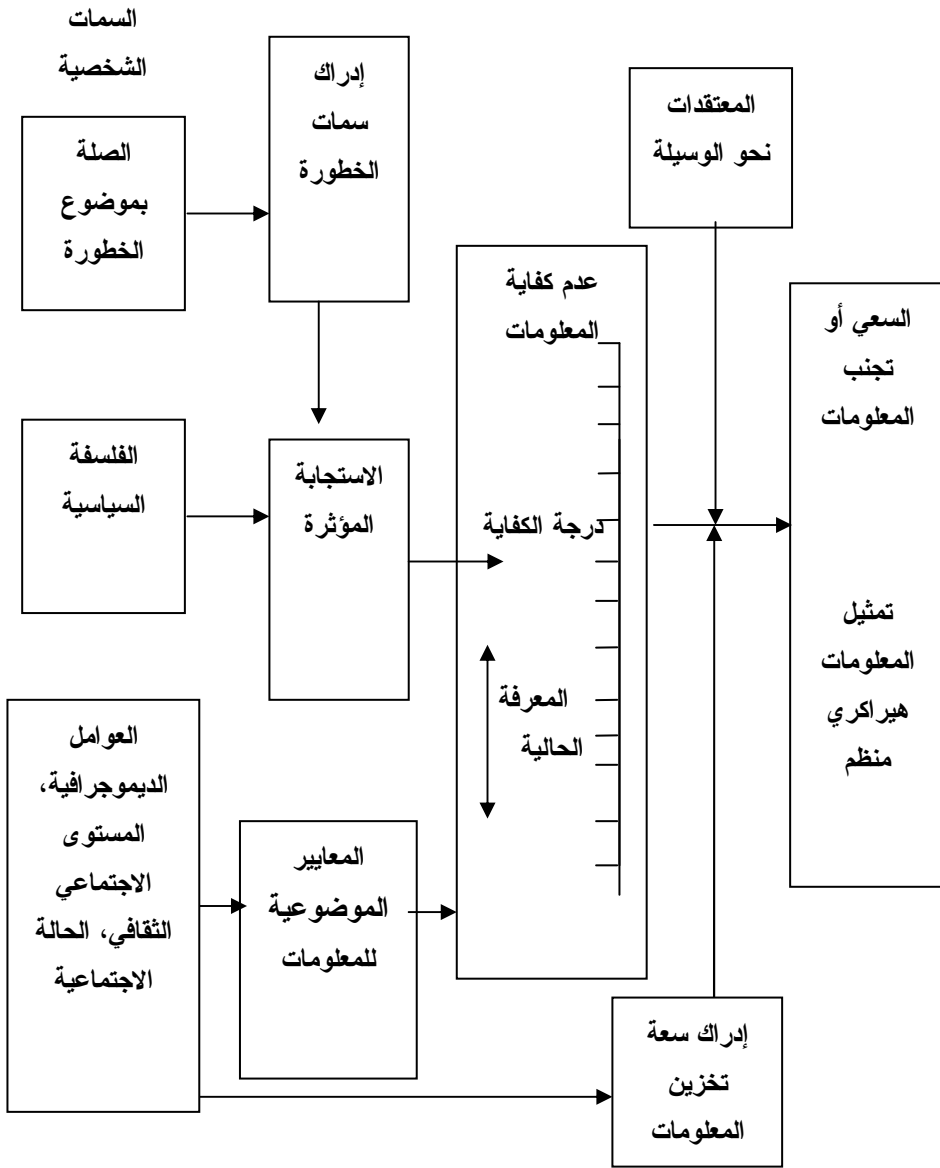 السمات
الشخصية
الصلة
بموضوع
الخطورة
إدراك
سمات
الخطورة
المعتقدات
نحو الوسيلة
عدم كفاية
المعلومات
السعي أو
تجنب
المعلومات
الفلسفة
السياسية
الاستجابة
المؤثرة
درجة الكفاية
المعرفة
الحالية
تمثيل
المعلومات
هيراكري
منظم
العوامل
الديموجرافية،
المستوى
الاجتماعي
الثقافي، الحالة
الاجتماعية
المعايير
الموضوعية
للمعلومات
إدراك سعة
تخزين
المعلومات